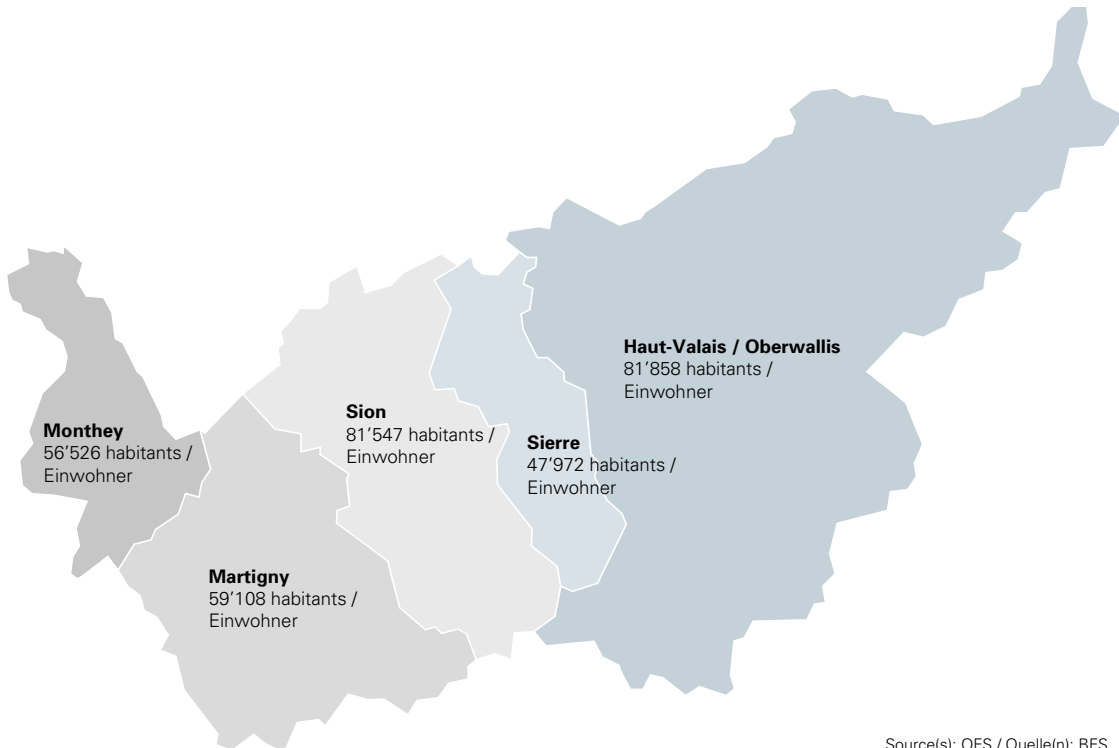 Haut-Valais / Oberwallis
81’858 habitants /
Einwohner
Sion
81’547 habitants /
Einwohner
Monthey
56’526 habitants /
Einwohner
Sierre
47’972 habitants /
Einwohner
Martigny
59’108 habitants /
Einwohner
Source(s): OFS / Quelle(n): BFS